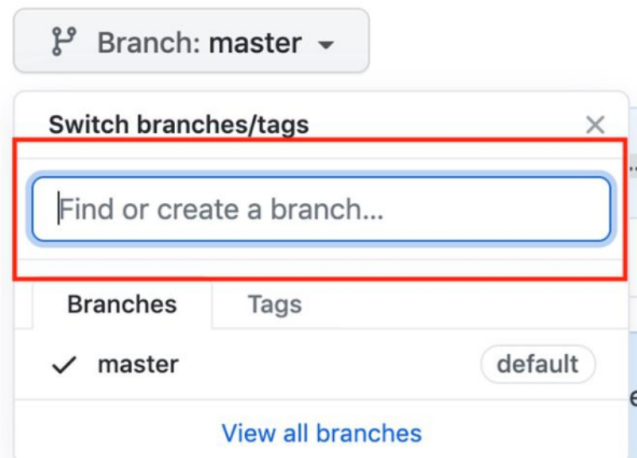 Branch: master
Switch branches/tags
Find or create a branch...
Branches Tags
master default
View all branches